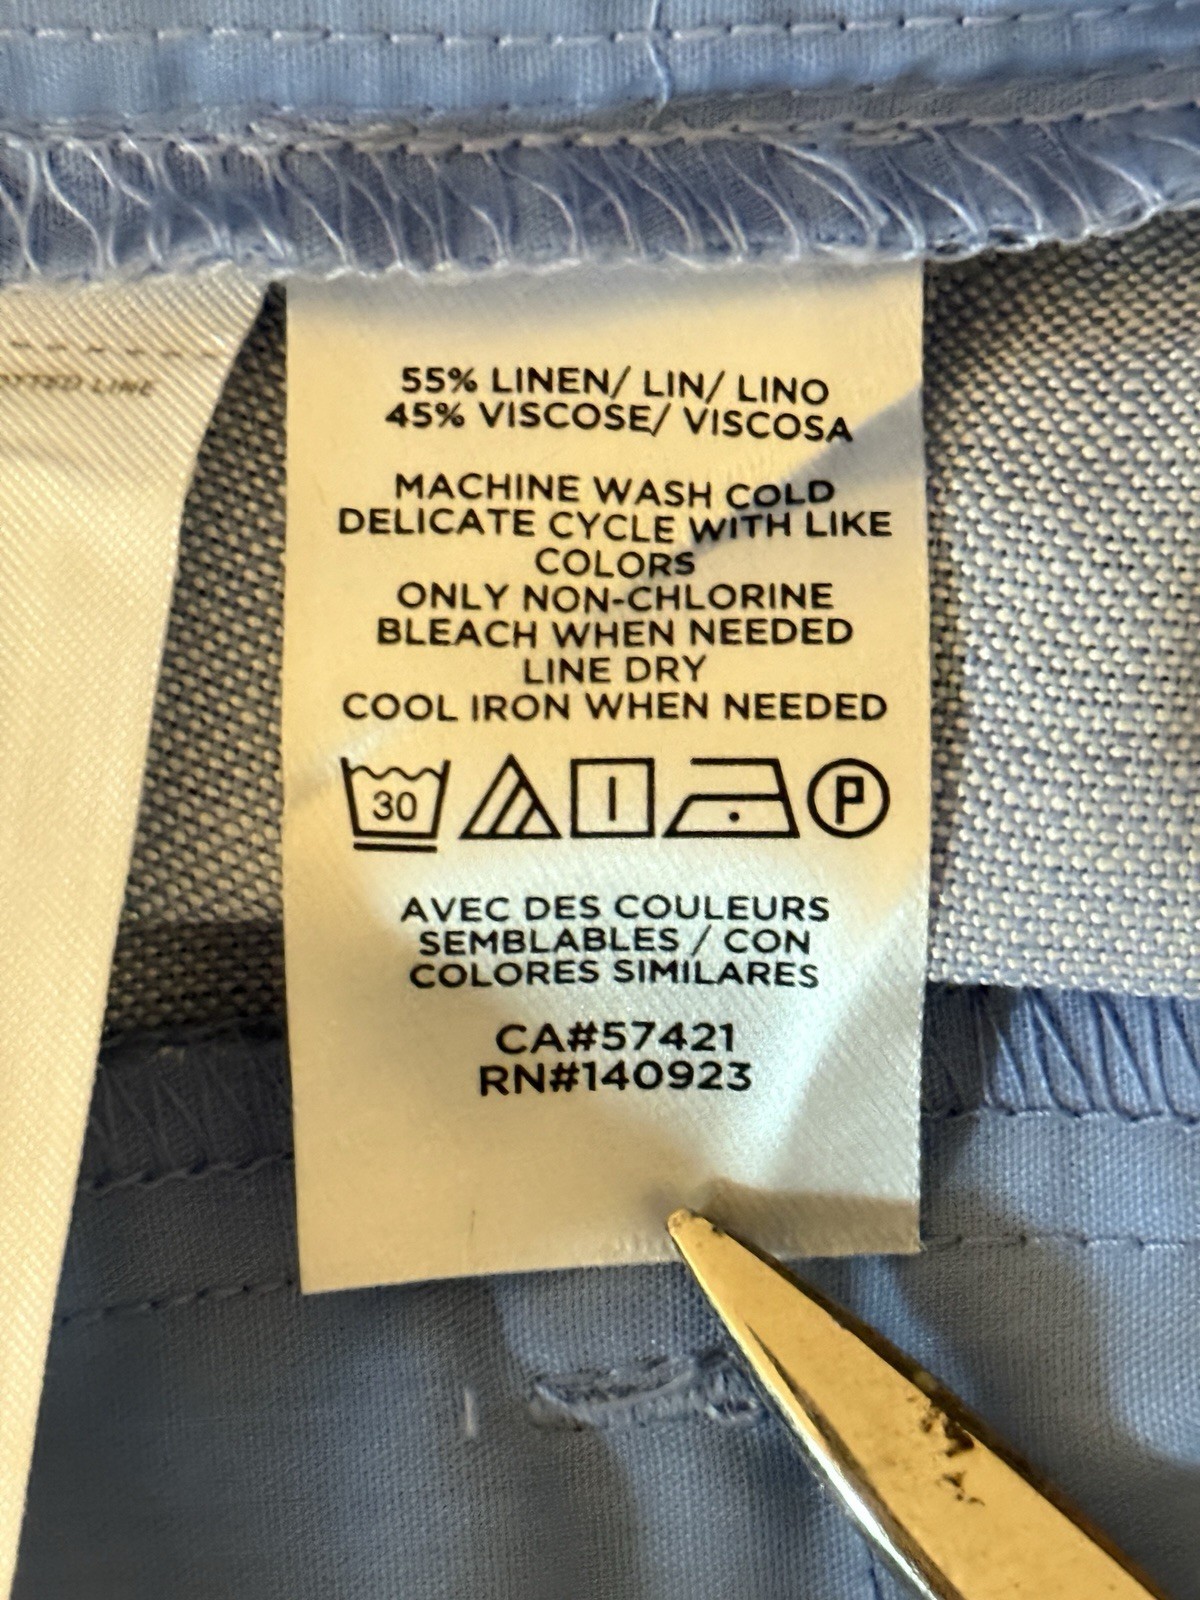 OTTED LINE
55% LINEN/ LIN/ LINO
45% VISCOSE/ VISCOSA
MACHINE WASH COLD
DELICATE CYCLE WITH LIKE
COLORS
ONLY NON-CHLORINE
BLEACH WHEN NEEDED
LINE DRY
COOL IRON WHEN NEEDED
30 P
AVEC DES COULEURS
SEMBLABLES / CON
COLORES SIMILARES
CA#57421
RN#140923